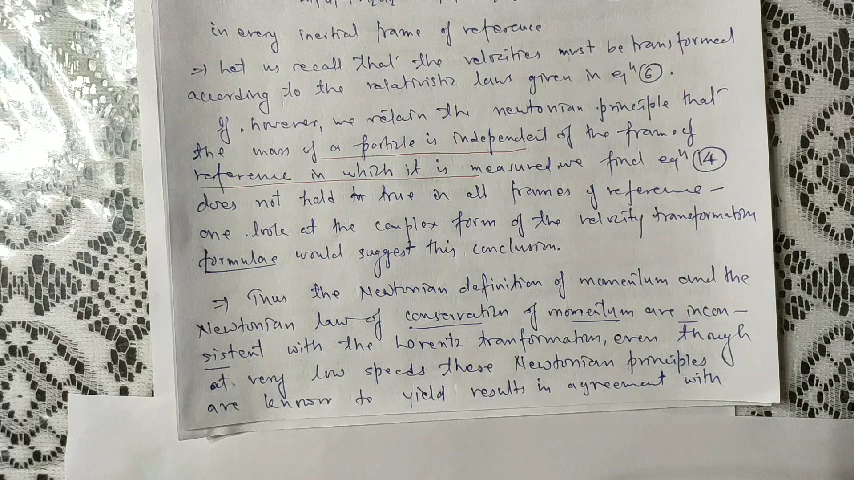 in every inertial frame of reference
⇒ Let us recall that the velocities must be transformed
according to the relativistic laws given in eqⁿ ⑥.
If, however, we retain the newtonian principle that
the mass of a particle is independent of the frame of
reference in which it is measured we find eqⁿ ⑭
does not hold true in all frames of reference —
one look at the complex form of the velocity transformation
formulae would suggest this conclusion.
⇒ Thus the Newtonian definition of momentum and the
Newtonian law of conservation of momentum are incon-
sistent with the Lorentz tranformation, even though
at very low speeds these Newtonian principles
are known to yield results in agreement with